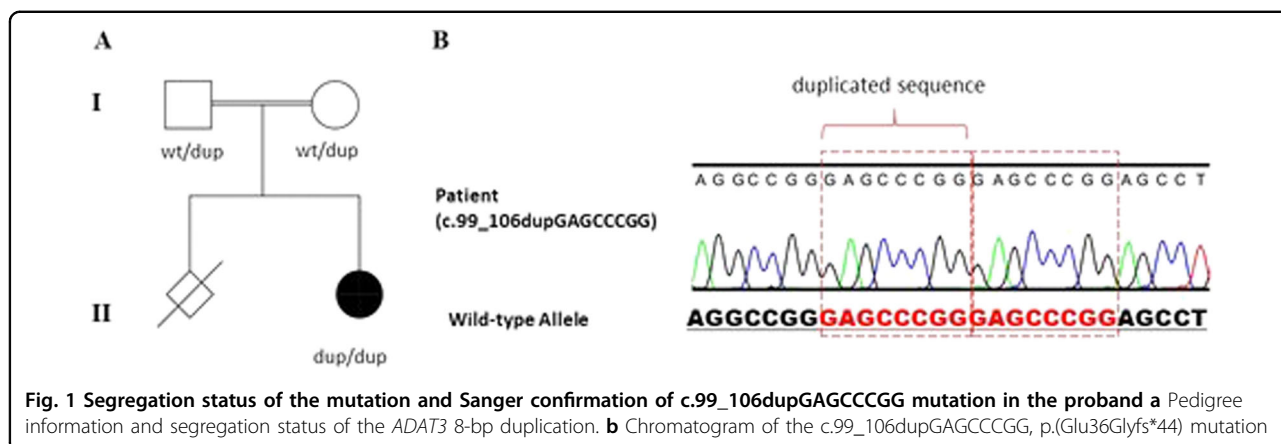 A
B
I
wt/dup
wt/dup
II
dup/dup
duplicated sequence
Patient
(c.99_106dupGAGCCCGG)
A G G C C G G G A G C C C G G G A G C C C G G A G C C T
Wild-type Allele
AGGCCGGGAGCCCGGGAGCCCGGAGCCT
Fig. 1 Segregation status of the mutation and Sanger confirmation of c.99_106dupGAGCCCGG mutation in the proband a Pedigree
information and segregation status of the ADAT3 8-bp duplication. b Chromatogram of the c.99_106dupGAGCCCGG, p.(Glu36Glyfs*44) mutation